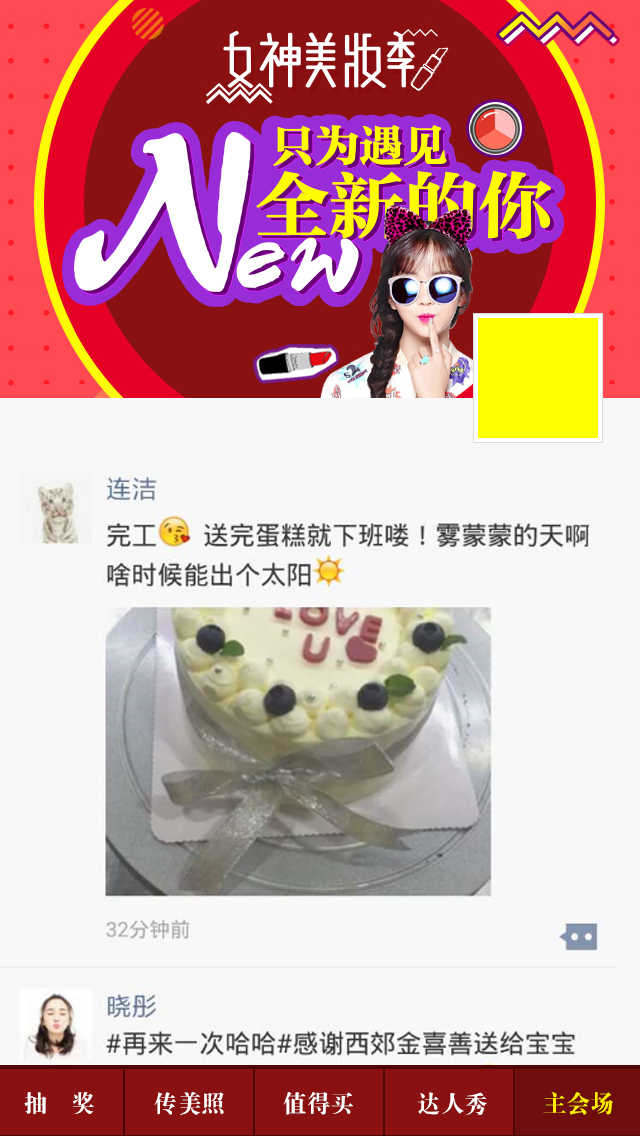 女神美妆季
只为遇见
全新的你
New
连洁
完工😘 送完蛋糕就下班喽！雾蒙蒙的天啊
啥时候能出个太阳☀
LOVE
U
32分钟前
晓彤
#再来一次哈哈#感谢西郊金喜善送给宝宝
抽 奖 传美照 值得买 达人秀 主会场